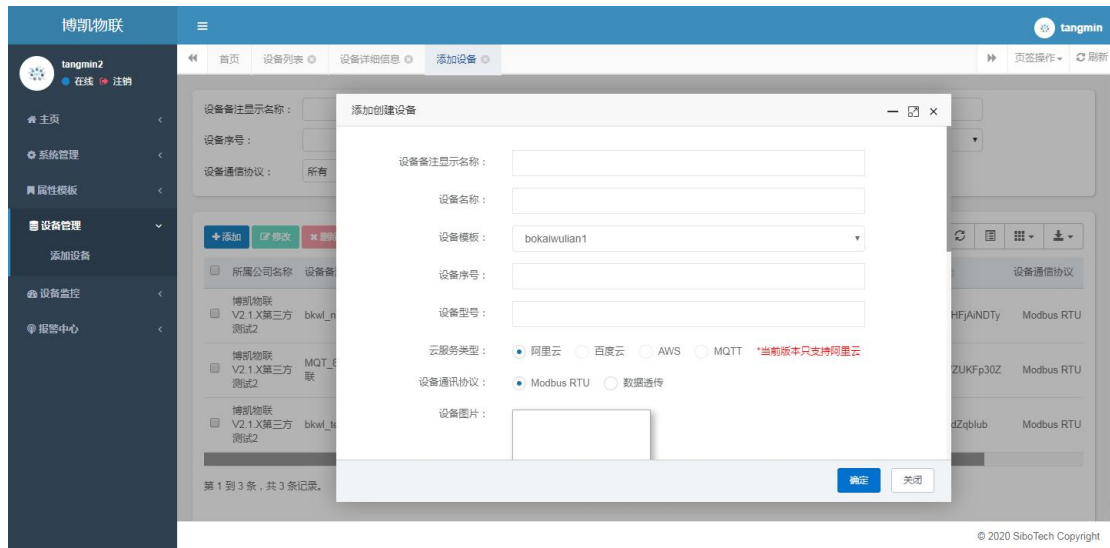 博凯物联
tangmin
tangmin2
在线 注销
首页 设备列表 设备详细信息 添加设备 页签操作 刷新
主页
系统管理
属性模板
设备管理
添加设备
设备监控
报警中心
设备备注显示名称：
设备序号：
设备通信协议： 所有
添加 修改 删除
所属公司名称 设备备 设备通信协议
博凯物联
V2.1.X第三方 bkwl_n HFjAiNDTy Modbus RTU
测试2
博凯物联
V2.1.X第三方 MQT_ ZUKFp30Z Modbus RTU
测试2 联
博凯物联
V2.1.X第三方 bkwl_te dZqblub Modbus RTU
测试2
第 1 到 3 条，共 3 条记录。
添加创建设备
设备备注显示名称：
设备名称：
设备模板： bokaiwulian1
设备序号：
设备型号：
云服务类型： 阿里云 百度云 AWS MQTT *当前版本只支持阿里云
设备通讯协议： Modbus RTU 数据透传
设备图片：
确定 关闭
© 2020 SiboTech Copyright